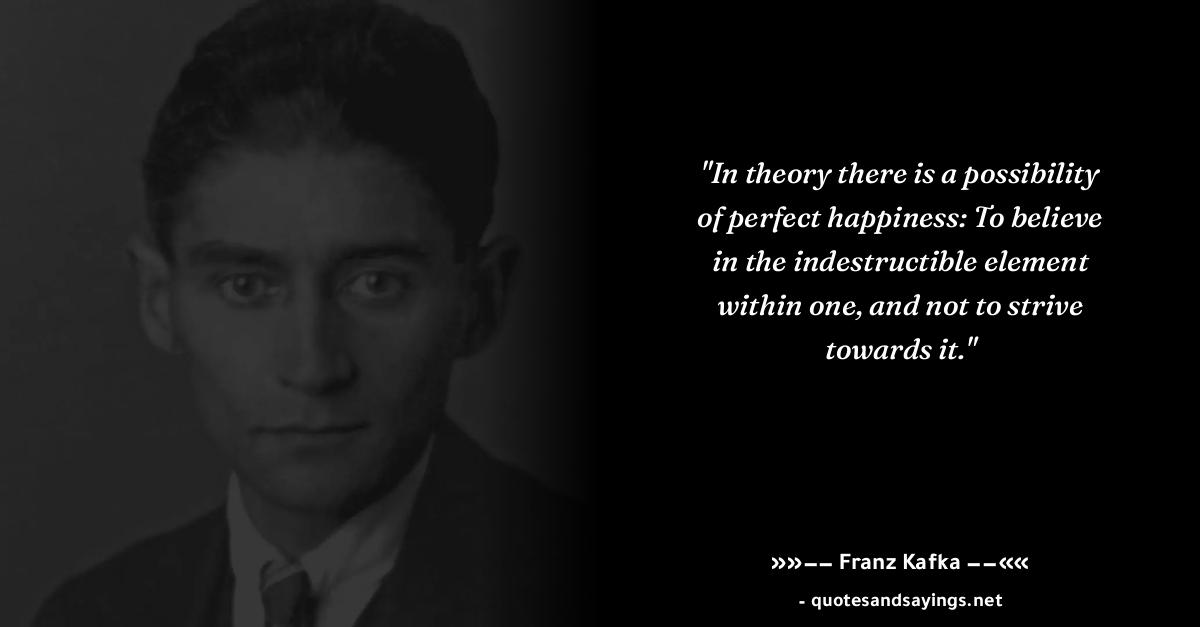 "In theory there is a possibility
of perfect happiness: To believe
in the indestructible element
within one, and not to strive
towards it."
»»−− Franz Kafka −−««
- quotesandsayings.net